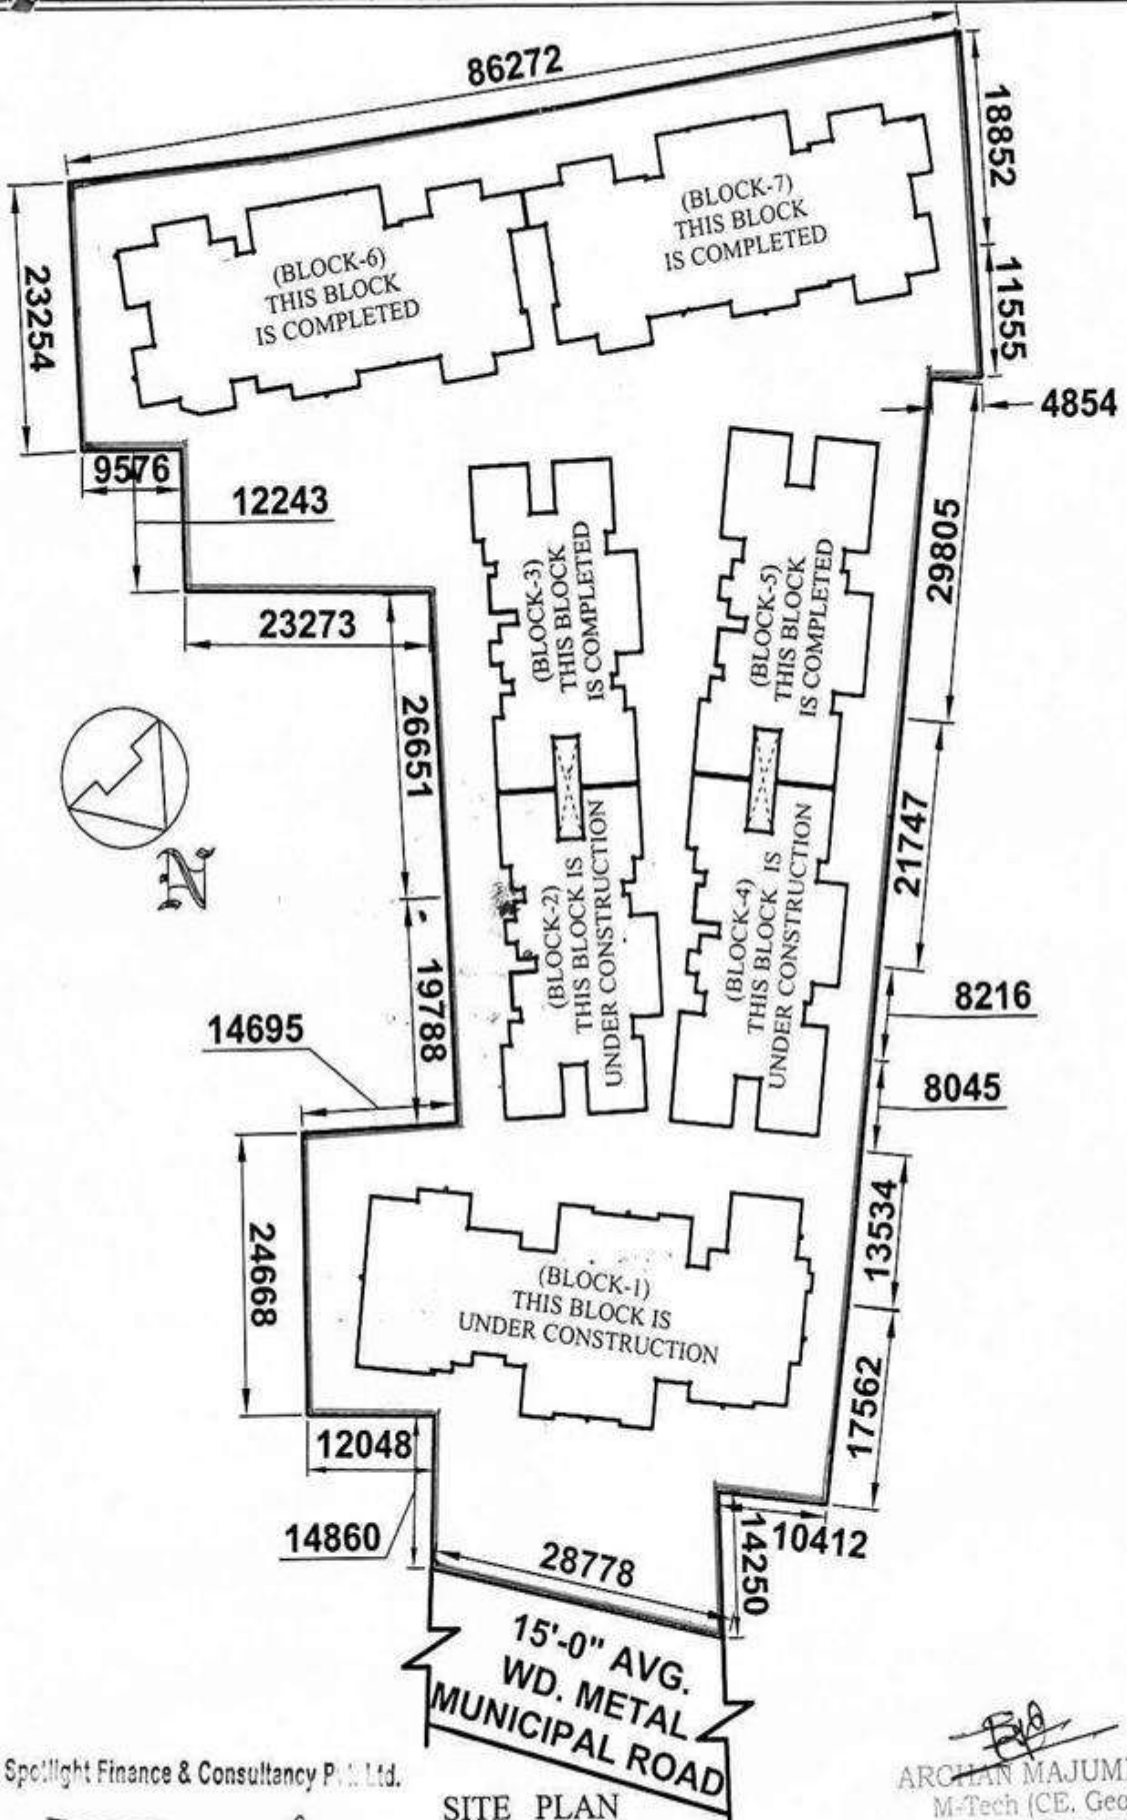 86272
18852
(BLOCK-7)
THIS BLOCK
IS COMPLETED
(BLOCK-6)
THIS BLOCK
IS COMPLETED
23254
11555
4854
9576
12243
(BLOCK-3)
THIS BLOCK
IS COMPLETED
(BLOCK-5)
THIS BLOCK
IS COMPLETED
29805
23273
26651
21747
N
(BLOCK-2)
THIS BLOCK IS
UNDER CONSTRUCTION
(BLOCK-4)
THIS BLOCK IS
UNDER CONSTRUCTION
19788
8216
14695
8045
13534
24668
(BLOCK-1)
THIS BLOCK IS
UNDER CONSTRUCTION
17562
12048
14860
28778
14250
10412
15'-0" AVG.
WD. METAL
MUNICIPAL ROAD
Spotlight Finance & Consultancy Ltd.
SITE PLAN
ARCHAN
M-Tech (CE,